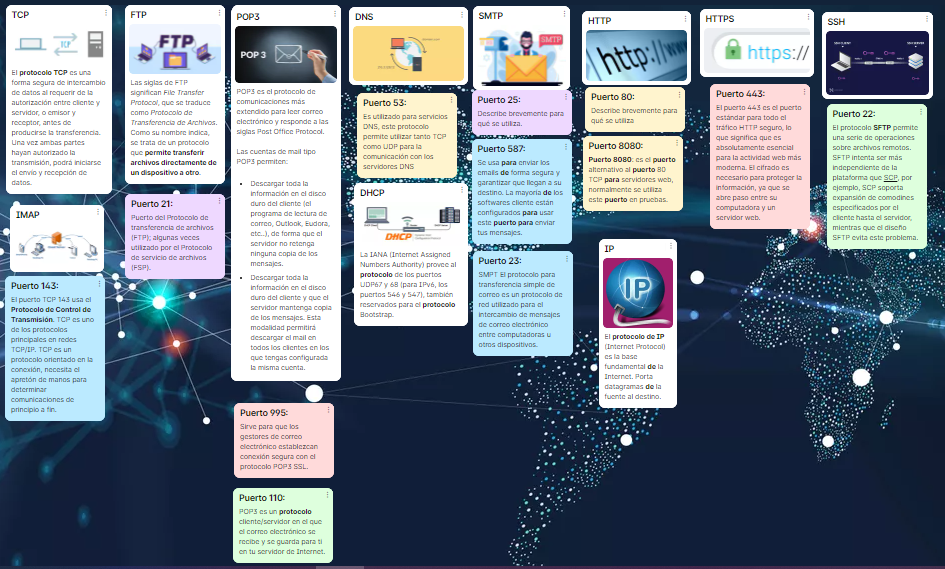 TCP
TCP
El protocolo TCP es una
forma segura de intercambio
de datos al requerir de la
autorización entre cliente y
servidor, o emisor y
receptor, antes de
producirse la transferencia.
Una vez ambas partes
hayan autorizado la
transmisión, podrá iniciarse
el envío y recepción de
datos.
IMAP
Puerto 143:
El puerto TCP 143 usa el
Protocolo de Control de
Transmisión. TCP es uno
de los protocolos
principales en redes
TCP/IP. TCP es un
protocolo orientado en la
conexión, necesita el
apretón de manos para
determinar
comunicaciones de
principio a fin.
FTP
FTP
Las siglas de FTP
significan File Transfer
Protocol, que se traduce
como Protocolo de
Transferencia de Archivos.
Como su nombre indica,
se trata de un protocolo
que permite transferir
archivos directamente de
un dispositivo a otro.
Puerto 21:
Puerto del Protocolo de
transferencia de archivos
(FTP); algunas veces
utilizado por el Protocolo
de servicio de archivos
(FSP).
POP3
POP 3
POP3 es el protocolo de
comunicaciones más
extendido para leer correo
electrónico y responde a las
siglas Post Office Protocol.
Las cuentas de mail tipo
POP3 permiten:
• Descargar toda la
información en el disco
duro del cliente (el
programa de lectura de
correo, Outlook, Eudora,
etc..), de forma que el
servidor no retenga
ninguna copia de los
mensajes.
• Descargar toda la
información en el disco
duro del cliente y que el
servidor mantenga copia
de los mensajes. Esta
modalidad permitirá
descargar el mail en
todos los clientes en los
que tengas configurada
la misma cuenta.
Puerto 995:
Sirve para que los
gestores de correo
electrónico establezcan
conexión segura con el
protocolo POP3 SSL.
Puerto 110:
POP3 es un protocolo
cliente/servidor en el que
el correo electrónico se
recibe y se guarda para ti
en tu servidor de Internet.
DNS
Puerto 53:
Es utilizado para servicios
DNS, este protocolo
permite utilizar tanto TCP
como UDP para la
comunicación con los
servidores DNS
DHCP
DHCP
La IANA (Internet Assigned
Numbers Authority) provee al
protocolo de los puertos
UDP67 y 68 (para IPv6, los
puertos 546 y 547), también
reservados para el protocolo
Bootstrap.
SMTP
SMTP
Puerto 25:
Describe brevemente para
qué se utiliza.
Puerto 587:
Se usa para enviar los
emails de forma segura y
garantizar que llegan a su
destino. La mayoría de los
softwares cliente están
configurados para usar
este puerto para enviar
tus mensajes.
Puerto 23:
SMPT El protocolo para
transferencia simple de
correo es un protocolo de
red utilizado para el
intercambio de mensajes
de correo electrónico
entre computadoras u
otros dispositivos.
HTTP
http://www
Puerto 80:
Describe brevemente para
qué se utiliza
Puerto 8080:
Puerto 8080: es el puerto
alternativo al puerto 80
TCP para servidores web,
normalmente se utiliza
este puerto en pruebas.
IP
IP
El protocolo de IP
(Internet Protocol)
es la base
fundamental de la
Internet. Porta
datagramas de la
fuente al destino.
HTTPS
https://
Puerto 443:
El puerto 443 es el puerto
estándar para todo el
tráfico HTTP seguro, lo
que significa que es
absolutamente esencial
para la actividad web más
moderna. El cifrado es
necesario para proteger la
información, ya que se
abre paso entre su
computadora y un
servidor web.
SSH
SSH CLIENT
SSH SERVER
Puerto 22:
El protocolo SFTP permite
una serie de operaciones
sobre archivos remotos.
SFTP intenta ser más
independiente de la
plataforma que SCP, por
ejemplo, SCP soporta
expansión de comodines
especificados por el
cliente hasta el servidor,
mientras que el diseño
SFTP evita este problema.